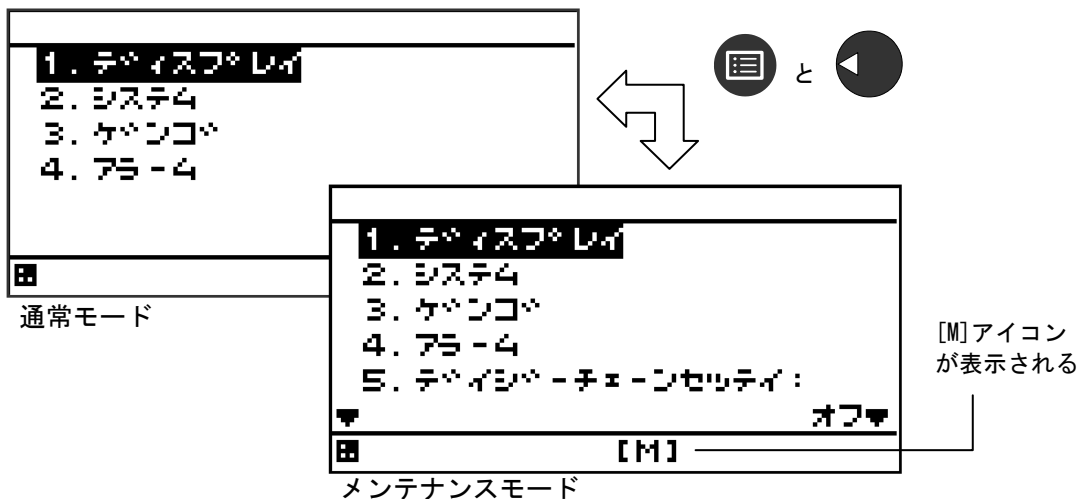 1.ディスプレイ
2.システム
3.ゲンゴ
4.アラーム
通常モード
と
1.ディスプレイ
2.システム
3.ゲンゴ
4.アラーム
5.デイジーチェーンセッテイ:
オフ
[M]
メンテナンスモード
[M]アイコン
が表示される